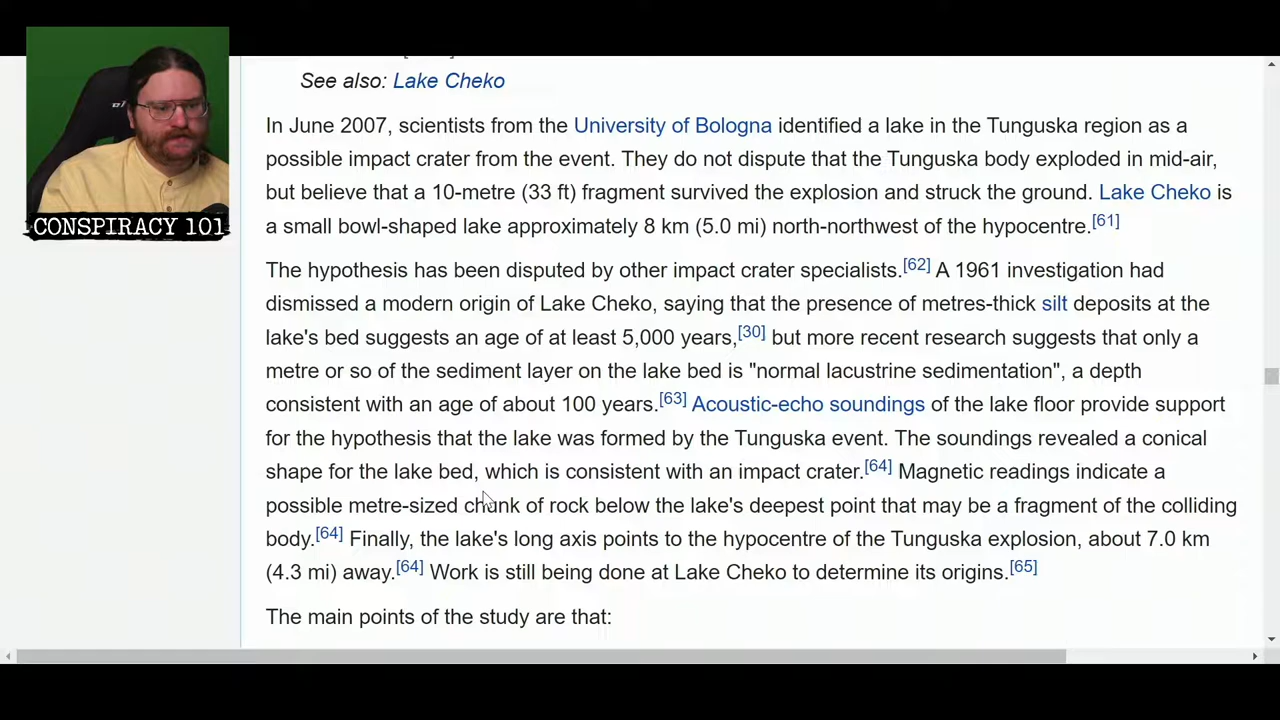 See also: Lake Cheko
In June 2007, scientists from the University of Bologna identified a lake in the Tunguska region as a
possible impact crater from the event. They do not dispute that the Tunguska body exploded in mid-air,
but believe that a 10-metre (33 ft) fragment survived the explosion and struck the ground. Lake Cheko is
CONSPIRACY 101
a small bowl-shaped lake approximately 8 km (5.0 mi) north-northwest of the hypocentre.[61]
The hypothesis has been disputed by other impact crater specialists.[62] A 1961 investigation had
dismissed a modern origin of Lake Cheko, saying that the presence of metres-thick silt deposits at the
lake's bed suggests an age of at least 5,000 years,[30] but more recent research suggests that only a
metre or so of the sediment layer on the lake bed is "normal lacustrine sedimentation", a depth
consistent with an age of about 100 years.[63] Acoustic-echo soundings of the lake floor provide support
for the hypothesis that the lake was formed by the Tunguska event. The soundings revealed a conical
shape for the lake bed, which is consistent with an impact crater.[64] Magnetic readings indicate a
possible metre-sized chunk of rock below the lake's deepest point that may be a fragment of the colliding
body.[64] Finally, the lake's long axis points to the hypocentre of the Tunguska explosion, about 7.0 km
(4.3 mi) away.[64] Work is still being done at Lake Cheko to determine its origins.[65]
The main points of the study are that: